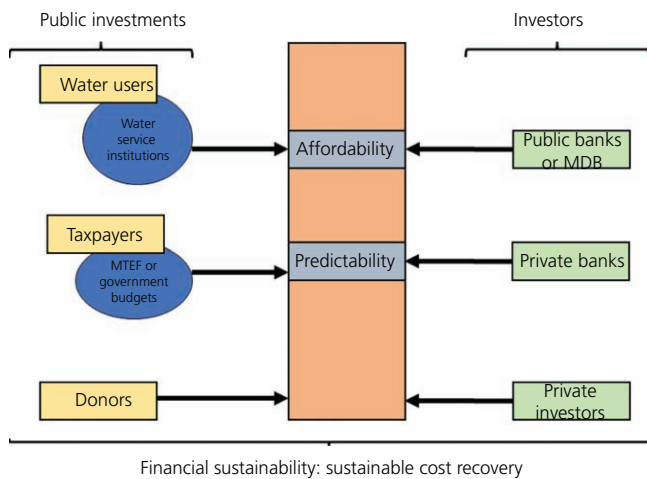 Public investments
Investors
Water users
Water
service
institutions
Affordability
Public banks
or MDB
Taxpayers
MTEF or
government
budgets
Predictability
Private banks
Donors
Private
investors
Financial sustainability: sustainable cost recovery